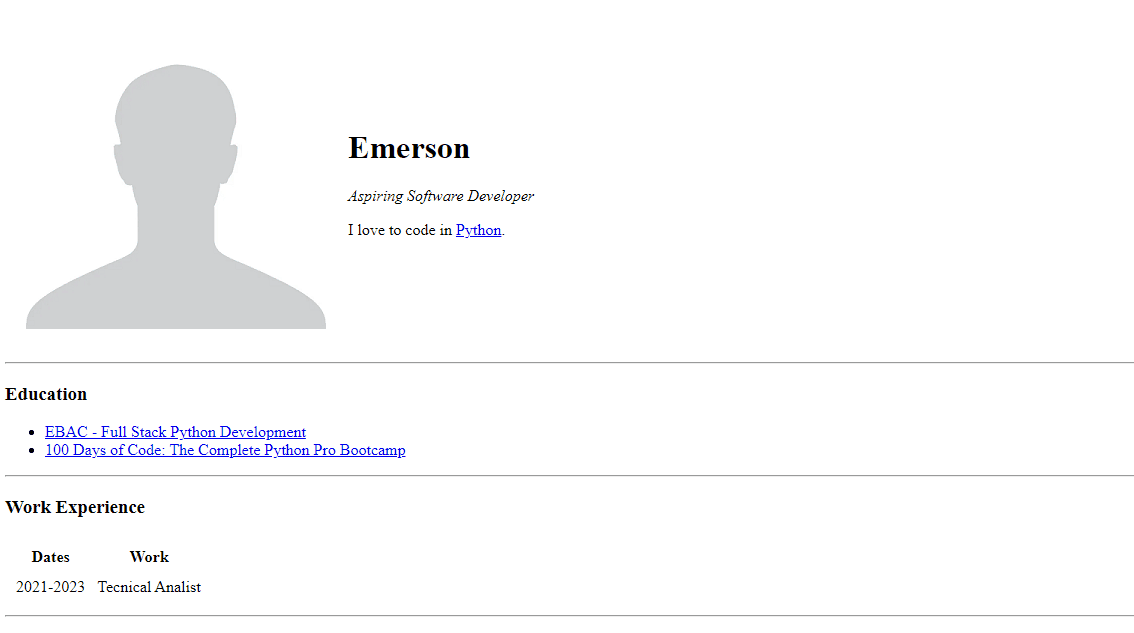 Emerson
Aspiring Software Developer
I love to code in Python.
Education
EBAC - Full Stack Python Development
100 Days of Code: The Complete Python Pro Bootcamp
Work Experience
Dates Work
2021-2023 Tecnical Analist